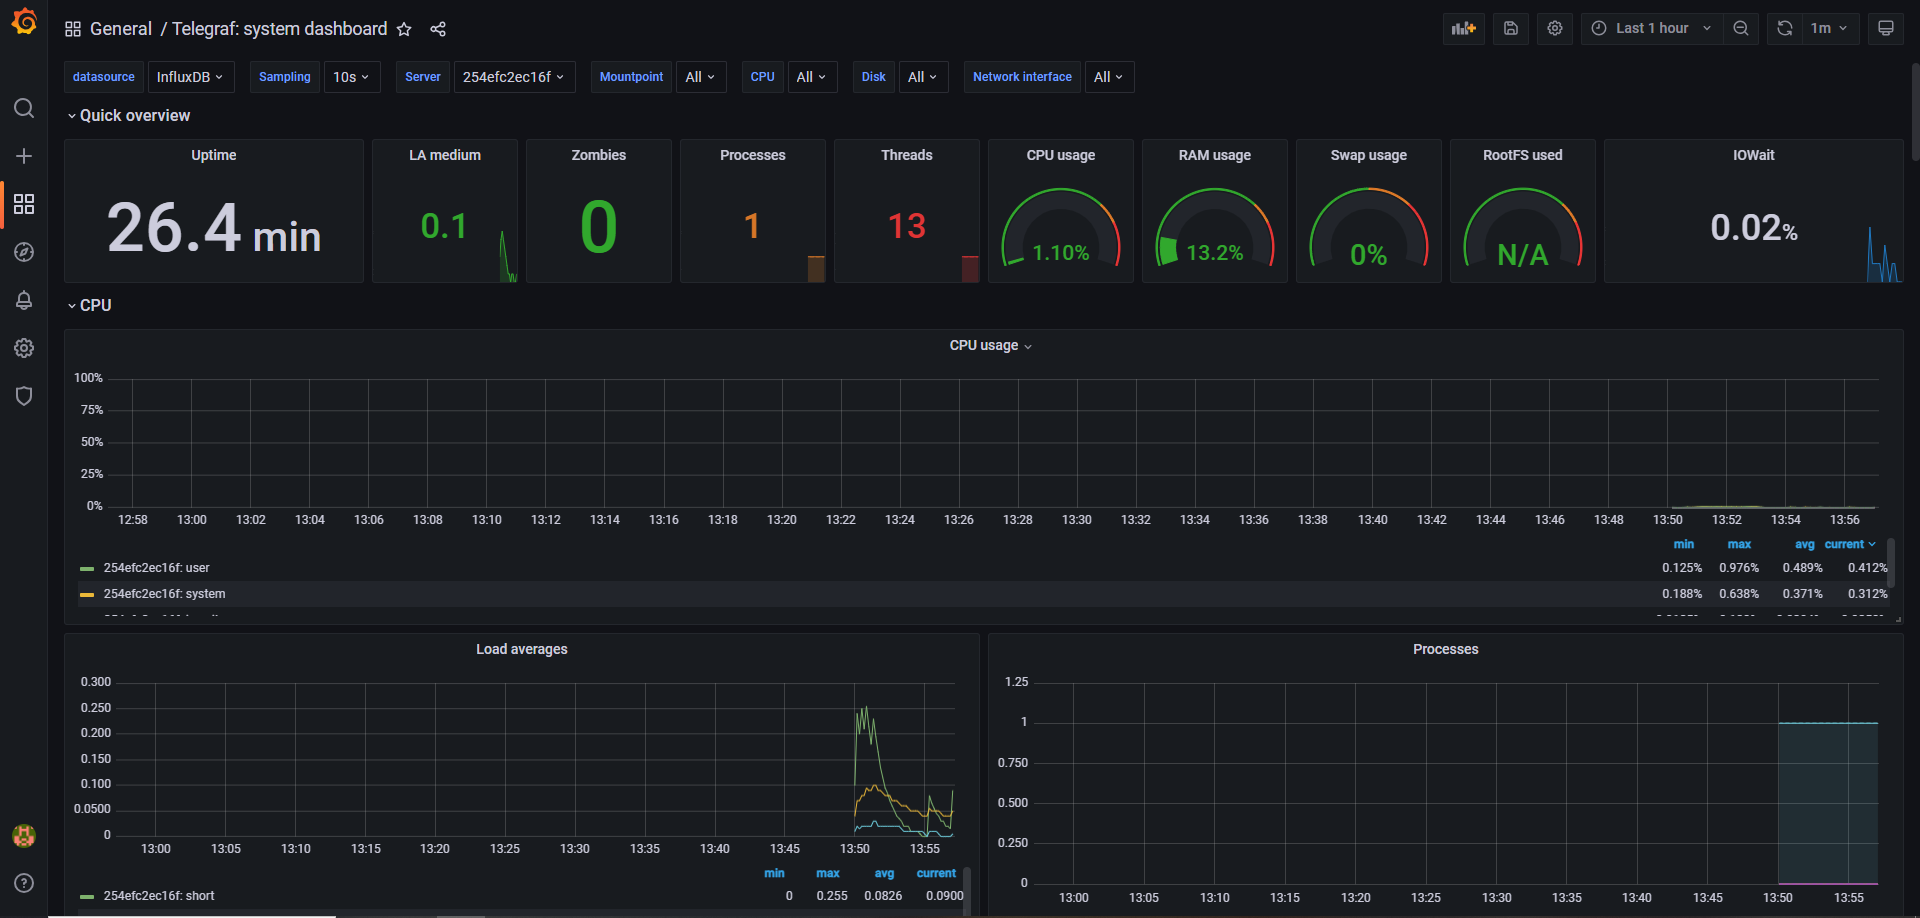 General / Telegraf: system dashboard
Last 1 hour
1m
datasource InfluxDB Sampling 10s Server 254efc2ec16f Mountpoint All CPU All Disk All Network interface All
Quick overview
Uptime
26.4 min
LA medium
0.1
Zombies
0
Processes
1
Threads
13
CPU usage
1.10%
RAM usage
13.2%
Swap usage
0%
RootFS used
N/A
IOWait
0.02%
CPU
CPU usage
100%
75%
50%
25%
0%
12:58 13:00 13:02 13:04 13:06 13:08 13:10 13:12 13:14 13:16 13:18 13:20 13:22 13:24 13:26 13:28 13:30 13:32 13:34 13:36 13:38 13:40 13:42 13:44 13:46 13:48 13:50 13:52 13:54 13:56
min max avg current
254efc2ec16f: user 0.125% 0.976% 0.489% 0.412%
254efc2ec16f: system 0.188% 0.638% 0.371% 0.312%
Load averages
0.300
0.250
0.200
0.150
0.100
0.0500
0
13:00 13:05 13:10 13:15 13:20 13:25 13:30 13:35 13:40 13:45 13:50 13:55
min max avg current
254efc2ec16f: short 0 0.255 0.0826 0.0900
Processes
1.25
1
0.750
0.500
0.250
0
13:00 13:05 13:10 13:15 13:20 13:25 13:30 13:35 13:40 13:45 13:50 13:55